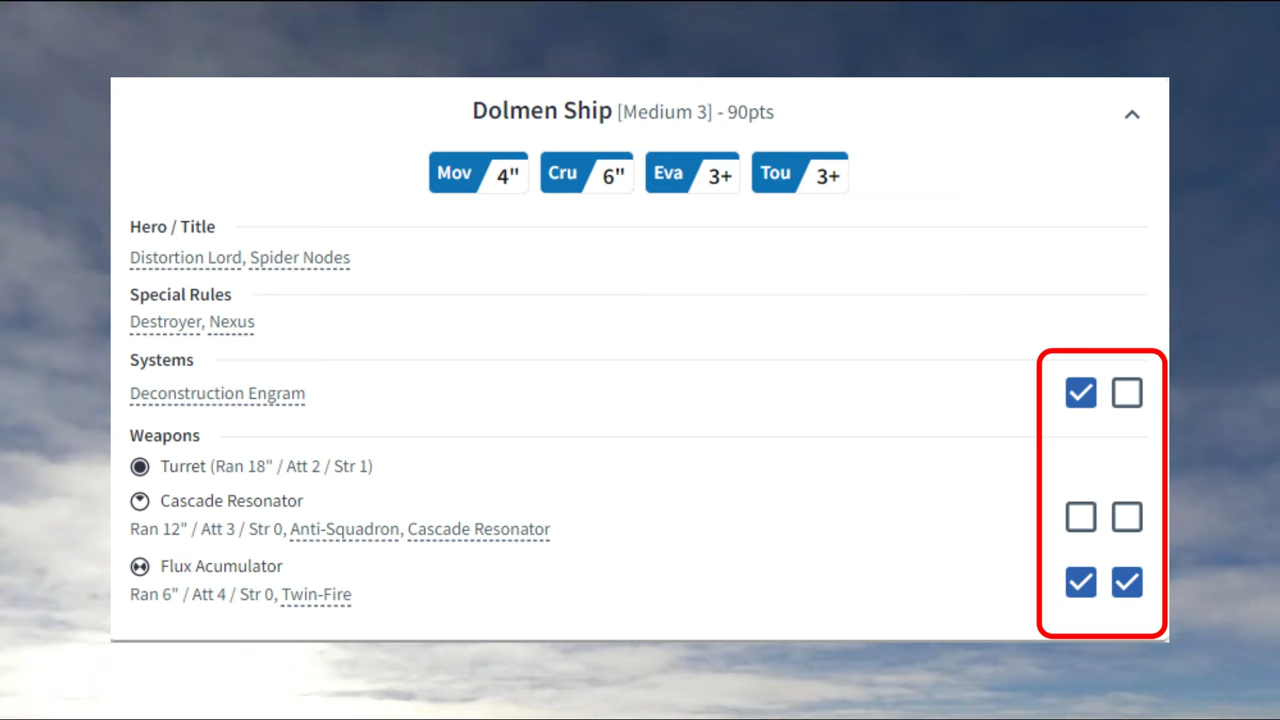 Dolmen Ship [Medium 3] - 90pts
Mov 4" Cru 6" Eva 3+ Tou 3+
Hero / Title
Distortion Lord, Spider Nodes
Special Rules
Destroyer, Nexus
Systems
Deconstruction Engram
Weapons
Turret (Ran 18" / Att 2 / Str 1)
Cascade Resonator
Ran 12" / Att 3 / Str 0, Anti-Squadron, Cascade Resonator
Flux Acumulator
Ran 6" / Att 4 / Str 0, Twin-Fire